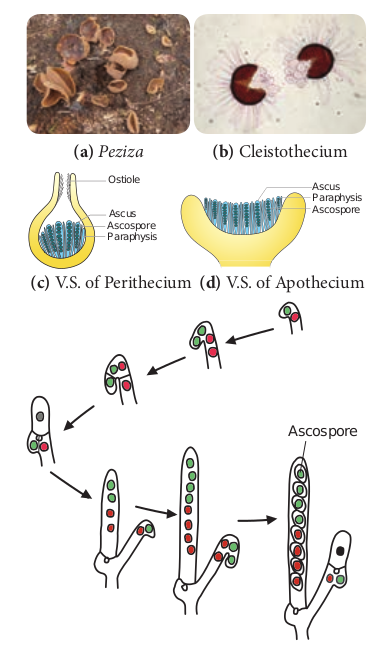 (a) Peziza
(b) Cleistothecium
Ostiole
Ascus
Ascospore
Paraphysis
Ascus
Paraphysis
Ascospore
(c) V.S. of Perithecium
(d) V.S. of Apothecium
Ascospore